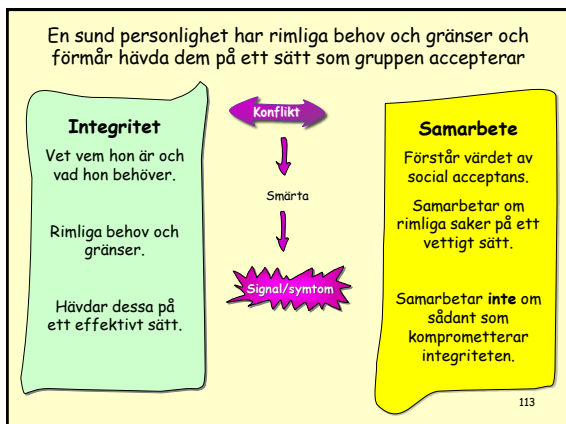 En sund personlighet har rimliga behov och gränser och
förmår hävda dem på ett sätt som gruppen accepterar
Integritet
Vet vem hon är och
vad hon behöver.
Rimliga behov och
gränser.
Hävdar dessa på
ett effektivt sätt.
Konflikt
Smärta
Signal/symtom
Samarbete
Förstår värdet av
social acceptans.
Samarbetar om
rimliga saker på ett
vettigt sätt.
Samarbetar inte om
sådant som
komprometterar
integriteten.
113